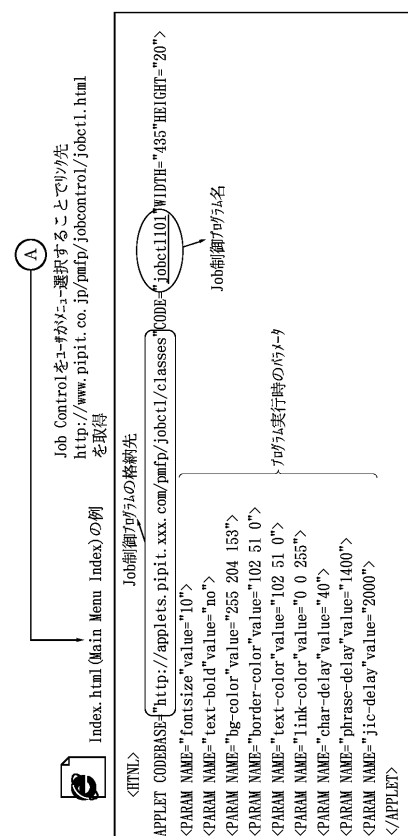 A
Index.html(Main Menu Index)の例
Job Controlをユーザがメニュー選択することでリンク先
http://www.pipit.co.jp/pmfp/jobcontrol/jobctl.html
を取得
Job制御プログラムの格納先
<HTNL>
APPLET CODEBASE="http://applets.pipit.xxx.com/pmfp/jobctl/classes"CODE="jobctl101"WIDTH="435"HEIGHT="20">
Job制御プログラム名
<PARAM NAME="fontsize"value="10">
<PARAM NAME="text-bold"value="no">
<PARAM NAME="bg-color"value="255 204 153">
<PARAM NAME="border-color"value="102 51 0">
<PARAM NAME="text-color"value="102 51 0">
<PARAM NAME="link-color"value="0 0 255">
<PARAM NAME="char-delay"value="40">
<PARAM NAME="phrase-delay"value="1400">
<PARAM NAME="jic-delay"value="2000">
プログラム実行時のパラメータ
</APPLET>